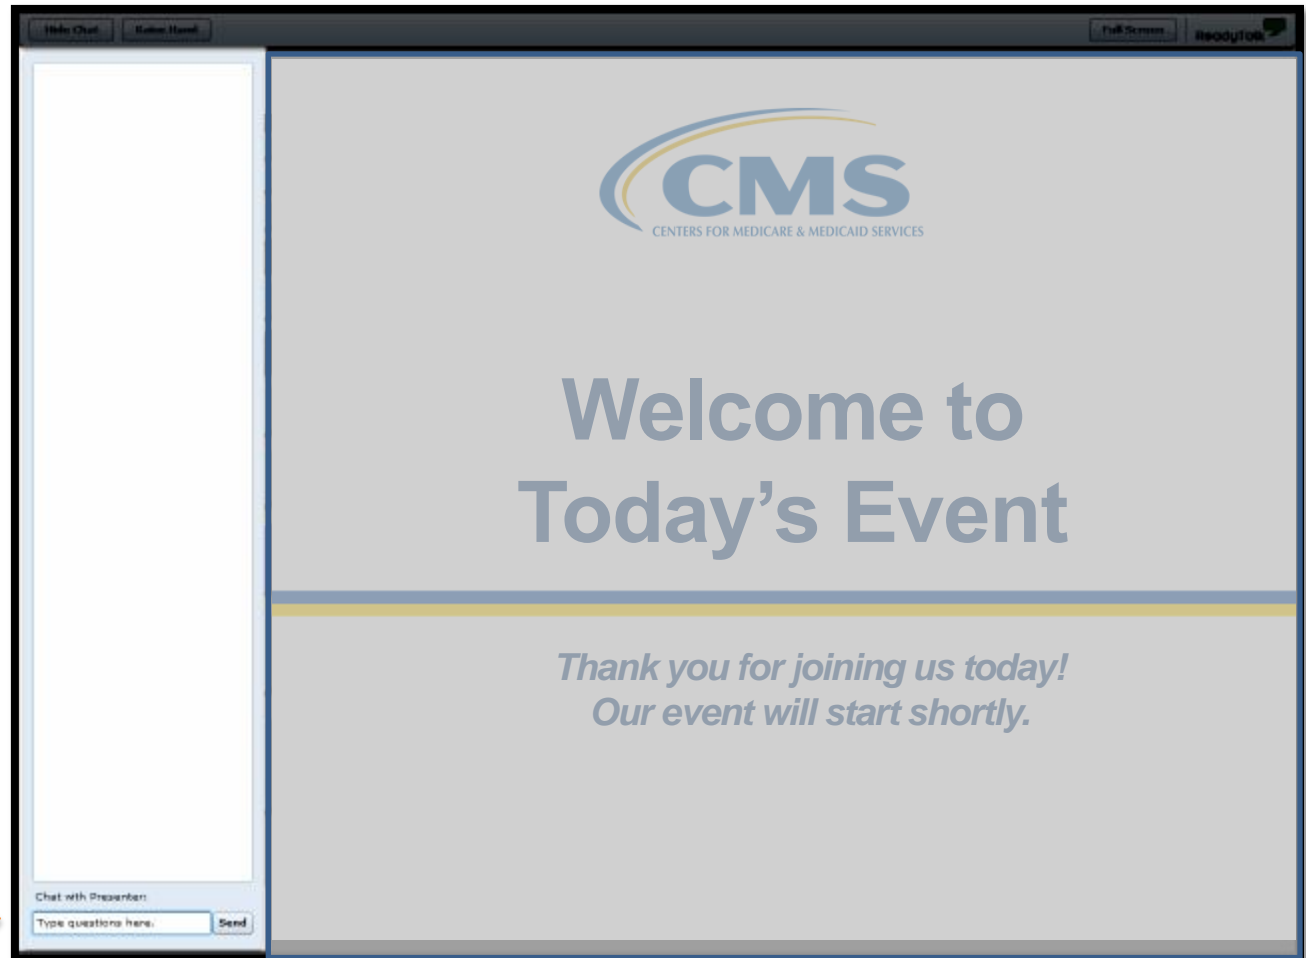 Hide Chat
Raise Hand
Full Screen
ReadyTalk
CMS
CENTERS FOR MEDICARE & MEDICAID SERVICES
Welcome to
Today's Event
Thank you for joining us today!
Our event will start shortly.
Chat with Presenter:
Type questions here.
Send